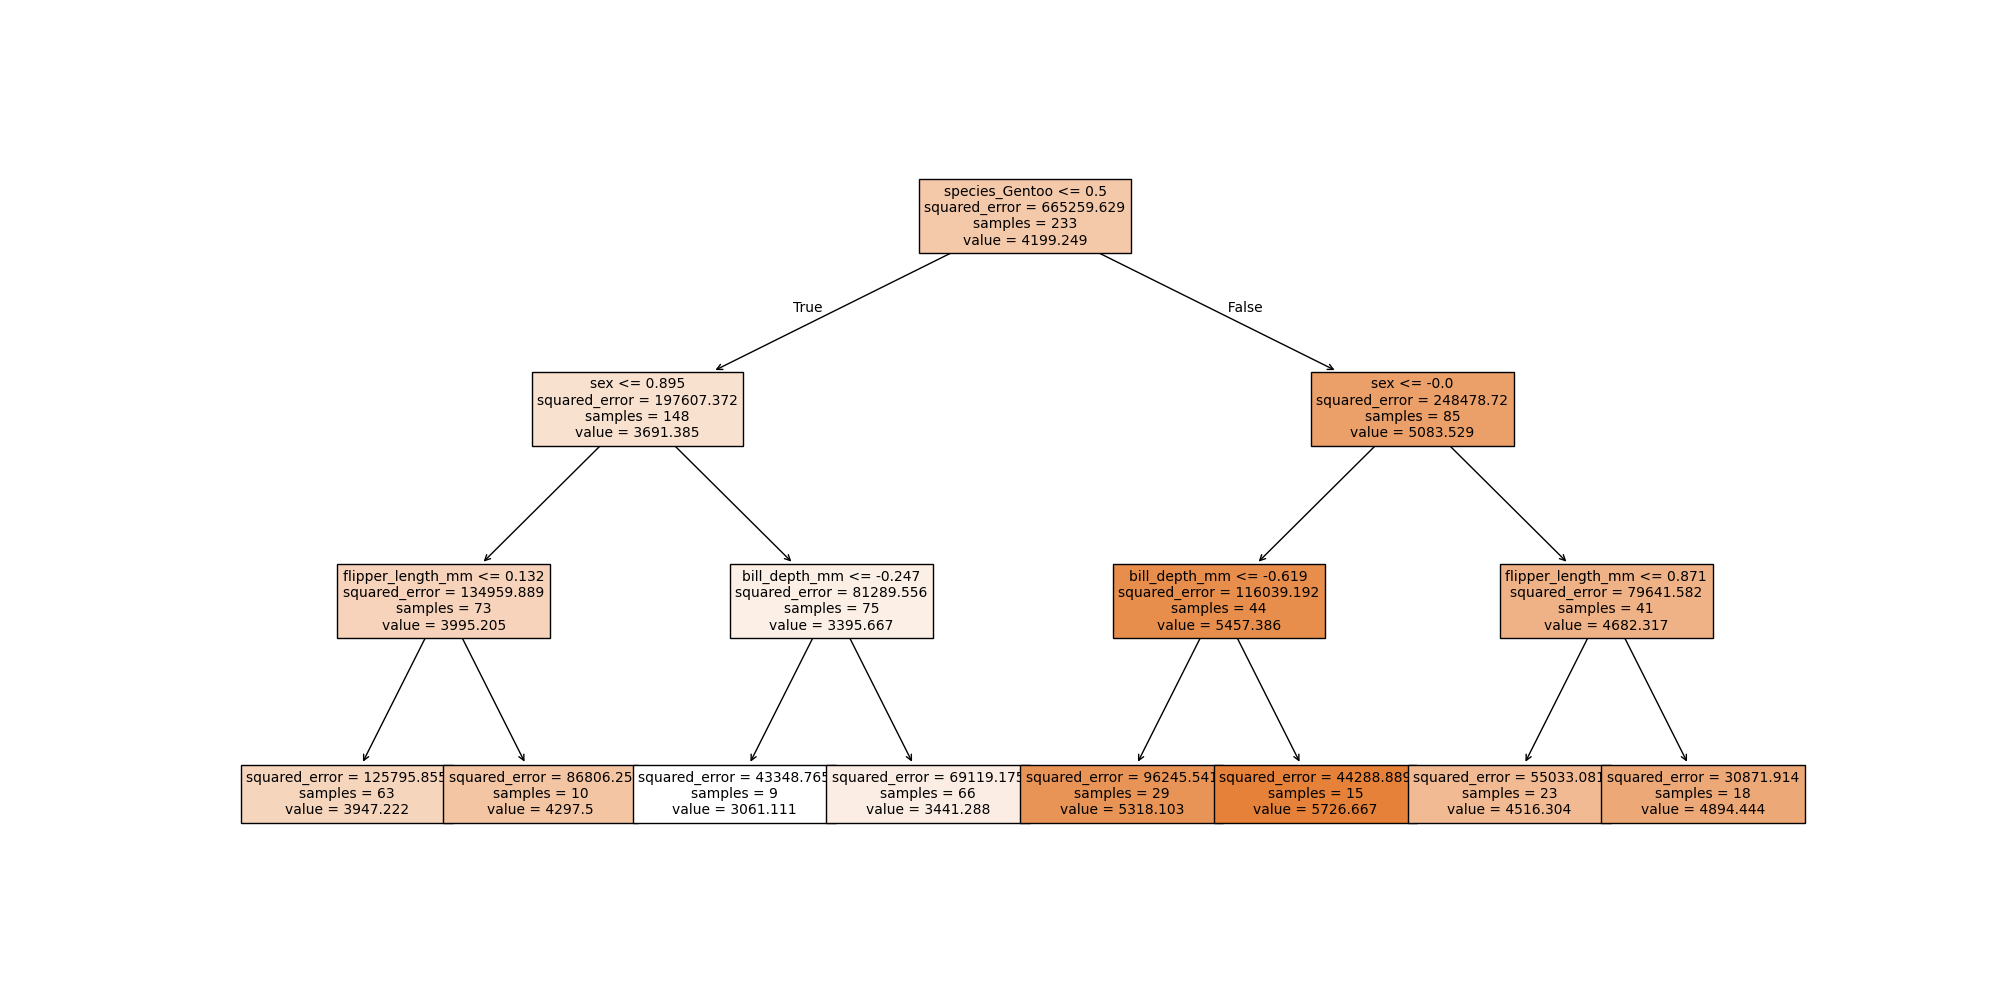 species_Gentoo <= 0.5
squared_error = 665259.629
samples = 233
value = 4199.249
True
False
sex <= 0.895
squared_error = 197607.372
samples = 148
value = 3691.385
sex <= -0.0
squared_error = 248478.72
samples = 85
value = 5083.529
flipper_length_mm <= 0.132
squared_error = 134959.889
samples = 73
value = 3995.205
bill_depth_mm <= -0.247
squared_error = 81289.556
samples = 75
value = 3395.667
bill_depth_mm <= -0.619
squared_error = 116039.192
samples = 44
value = 5457.386
flipper_length_mm <= 0.871
squared_error = 79641.582
samples = 41
value = 4682.317
squared_error = 125795.855
samples = 63
value = 3947.222
squared_error = 86806.25
samples = 10
value = 4297.5
squared_error = 43348.765
samples = 9
value = 3061.111
squared_error = 69119.175
samples = 66
value = 3441.288
squared_error = 96245.541
samples = 29
value = 5318.103
squared_error = 44288.889
samples = 15
value = 5726.667
squared_error = 55033.081
samples = 23
value = 4516.304
squared_error = 30871.914
samples = 18
value = 4894.444